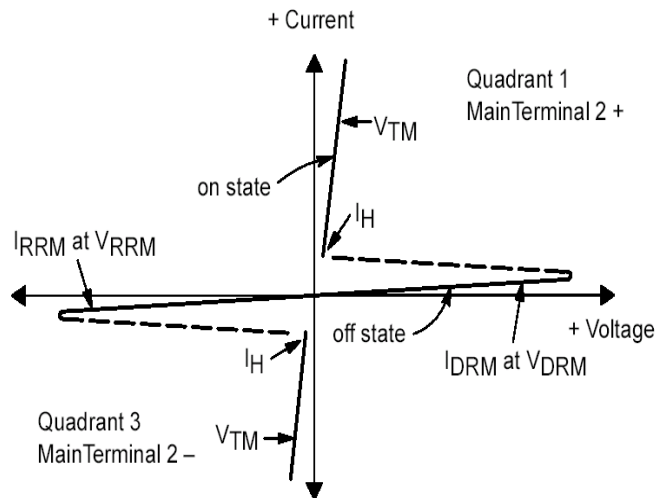 + Current
Quadrant 1
MainTerminal 2 +
VTM
on state
IH
IRRM at VRRM
off state
+ Voltage
IH
IDRM at VDRM
Quadrant 3
MainTerminal 2 –
VTM